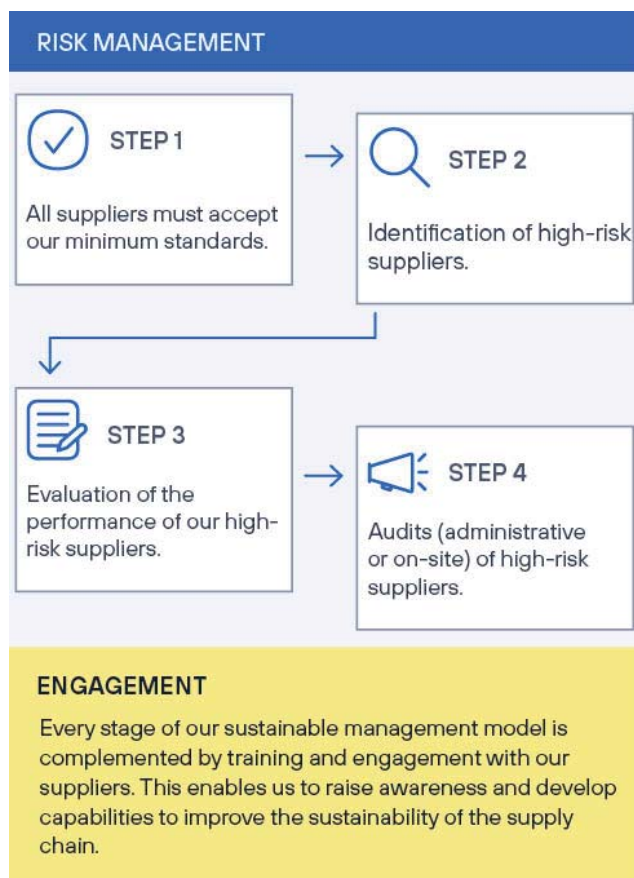 RISK MANAGEMENT
STEP 1
All suppliers must accept
our minimum standards.
STEP 2
Identification of high-risk
suppliers.
STEP 3
Evaluation of the
performance of our high-
risk suppliers.
STEP 4
Audits (administrative
or on-site) of high-risk
suppliers.
ENGAGEMENT
Every stage of our sustainable management model is
complemented by training and engagement with our
suppliers. This enables us to raise awareness and develop
capabilities to improve the sustainability of the supply
chain.